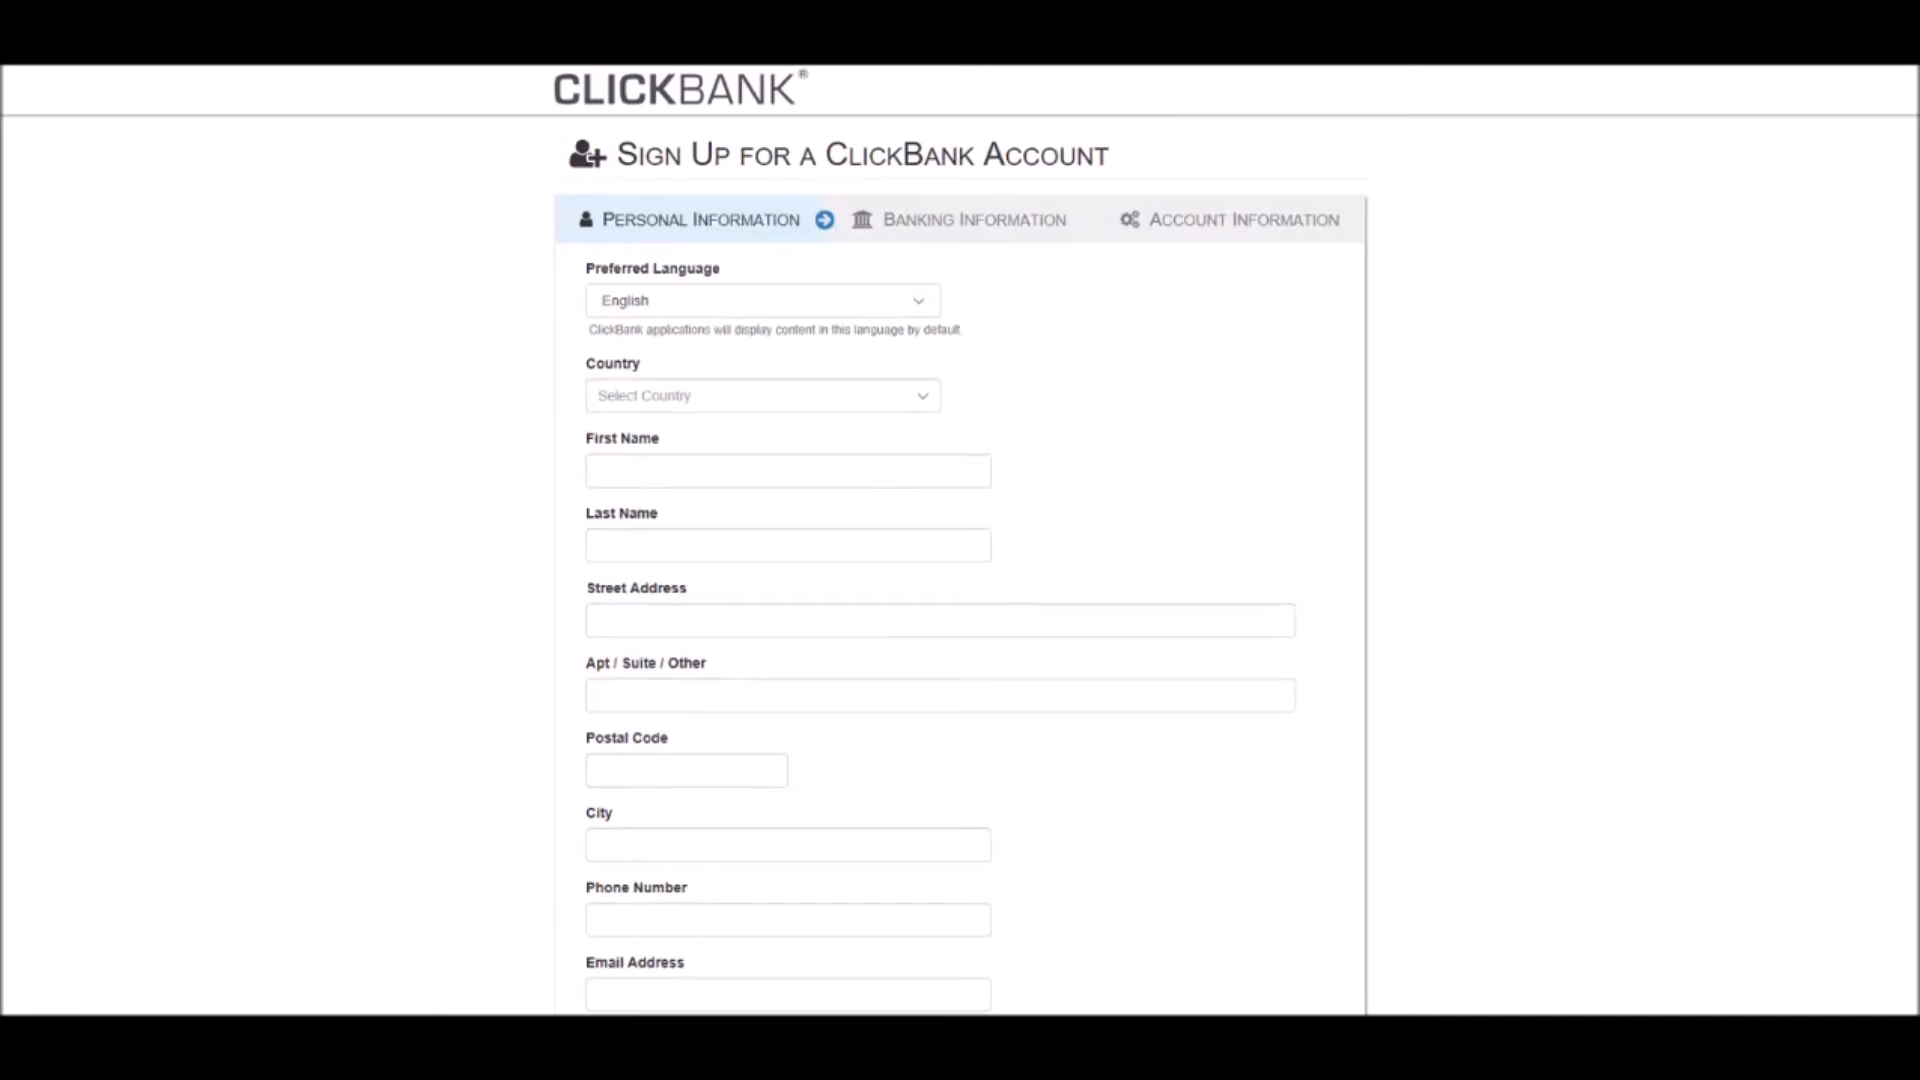 CLICKBANK®
SIGN UP FOR A CLICKBANK ACCOUNT
PERSONAL INFORMATION BANKING INFORMATION ACCOUNT INFORMATION
Preferred Language
English
ClickBank applications will display content in this language by default.
Country
Select Country
First Name
Last Name
Street Address
Apt / Suite / Other
Postal Code
City
Phone Number
Email Address